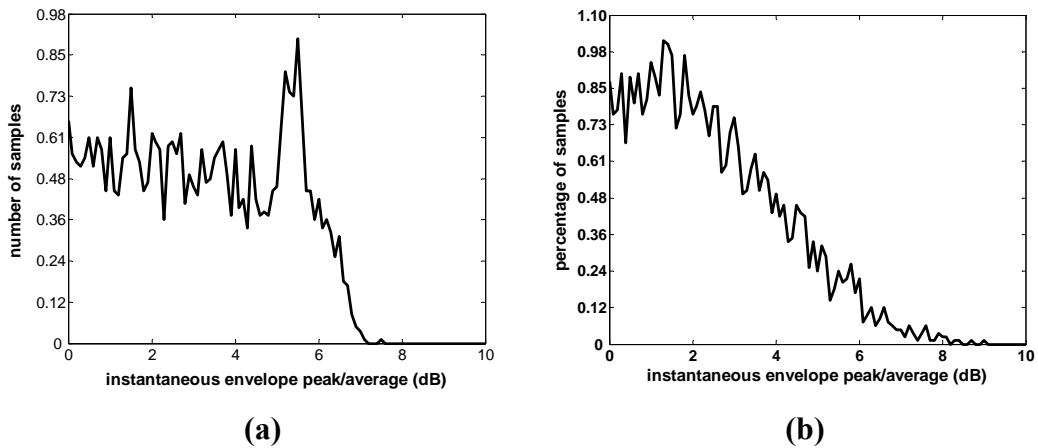 0.98
0.85
0.73
0.61
0.48
0.36
0.24
0.12
0
0 2 4 6 8 10
number of samples
instantaneous envelope peak/average (dB)
(a)
1.10
0.98
0.85
0.73
0.61
0.48
0.36
0.24
0.12
0
0 2 4 6 8 10
percentage of samples
instantaneous envelope peak/average (dB)
(b)